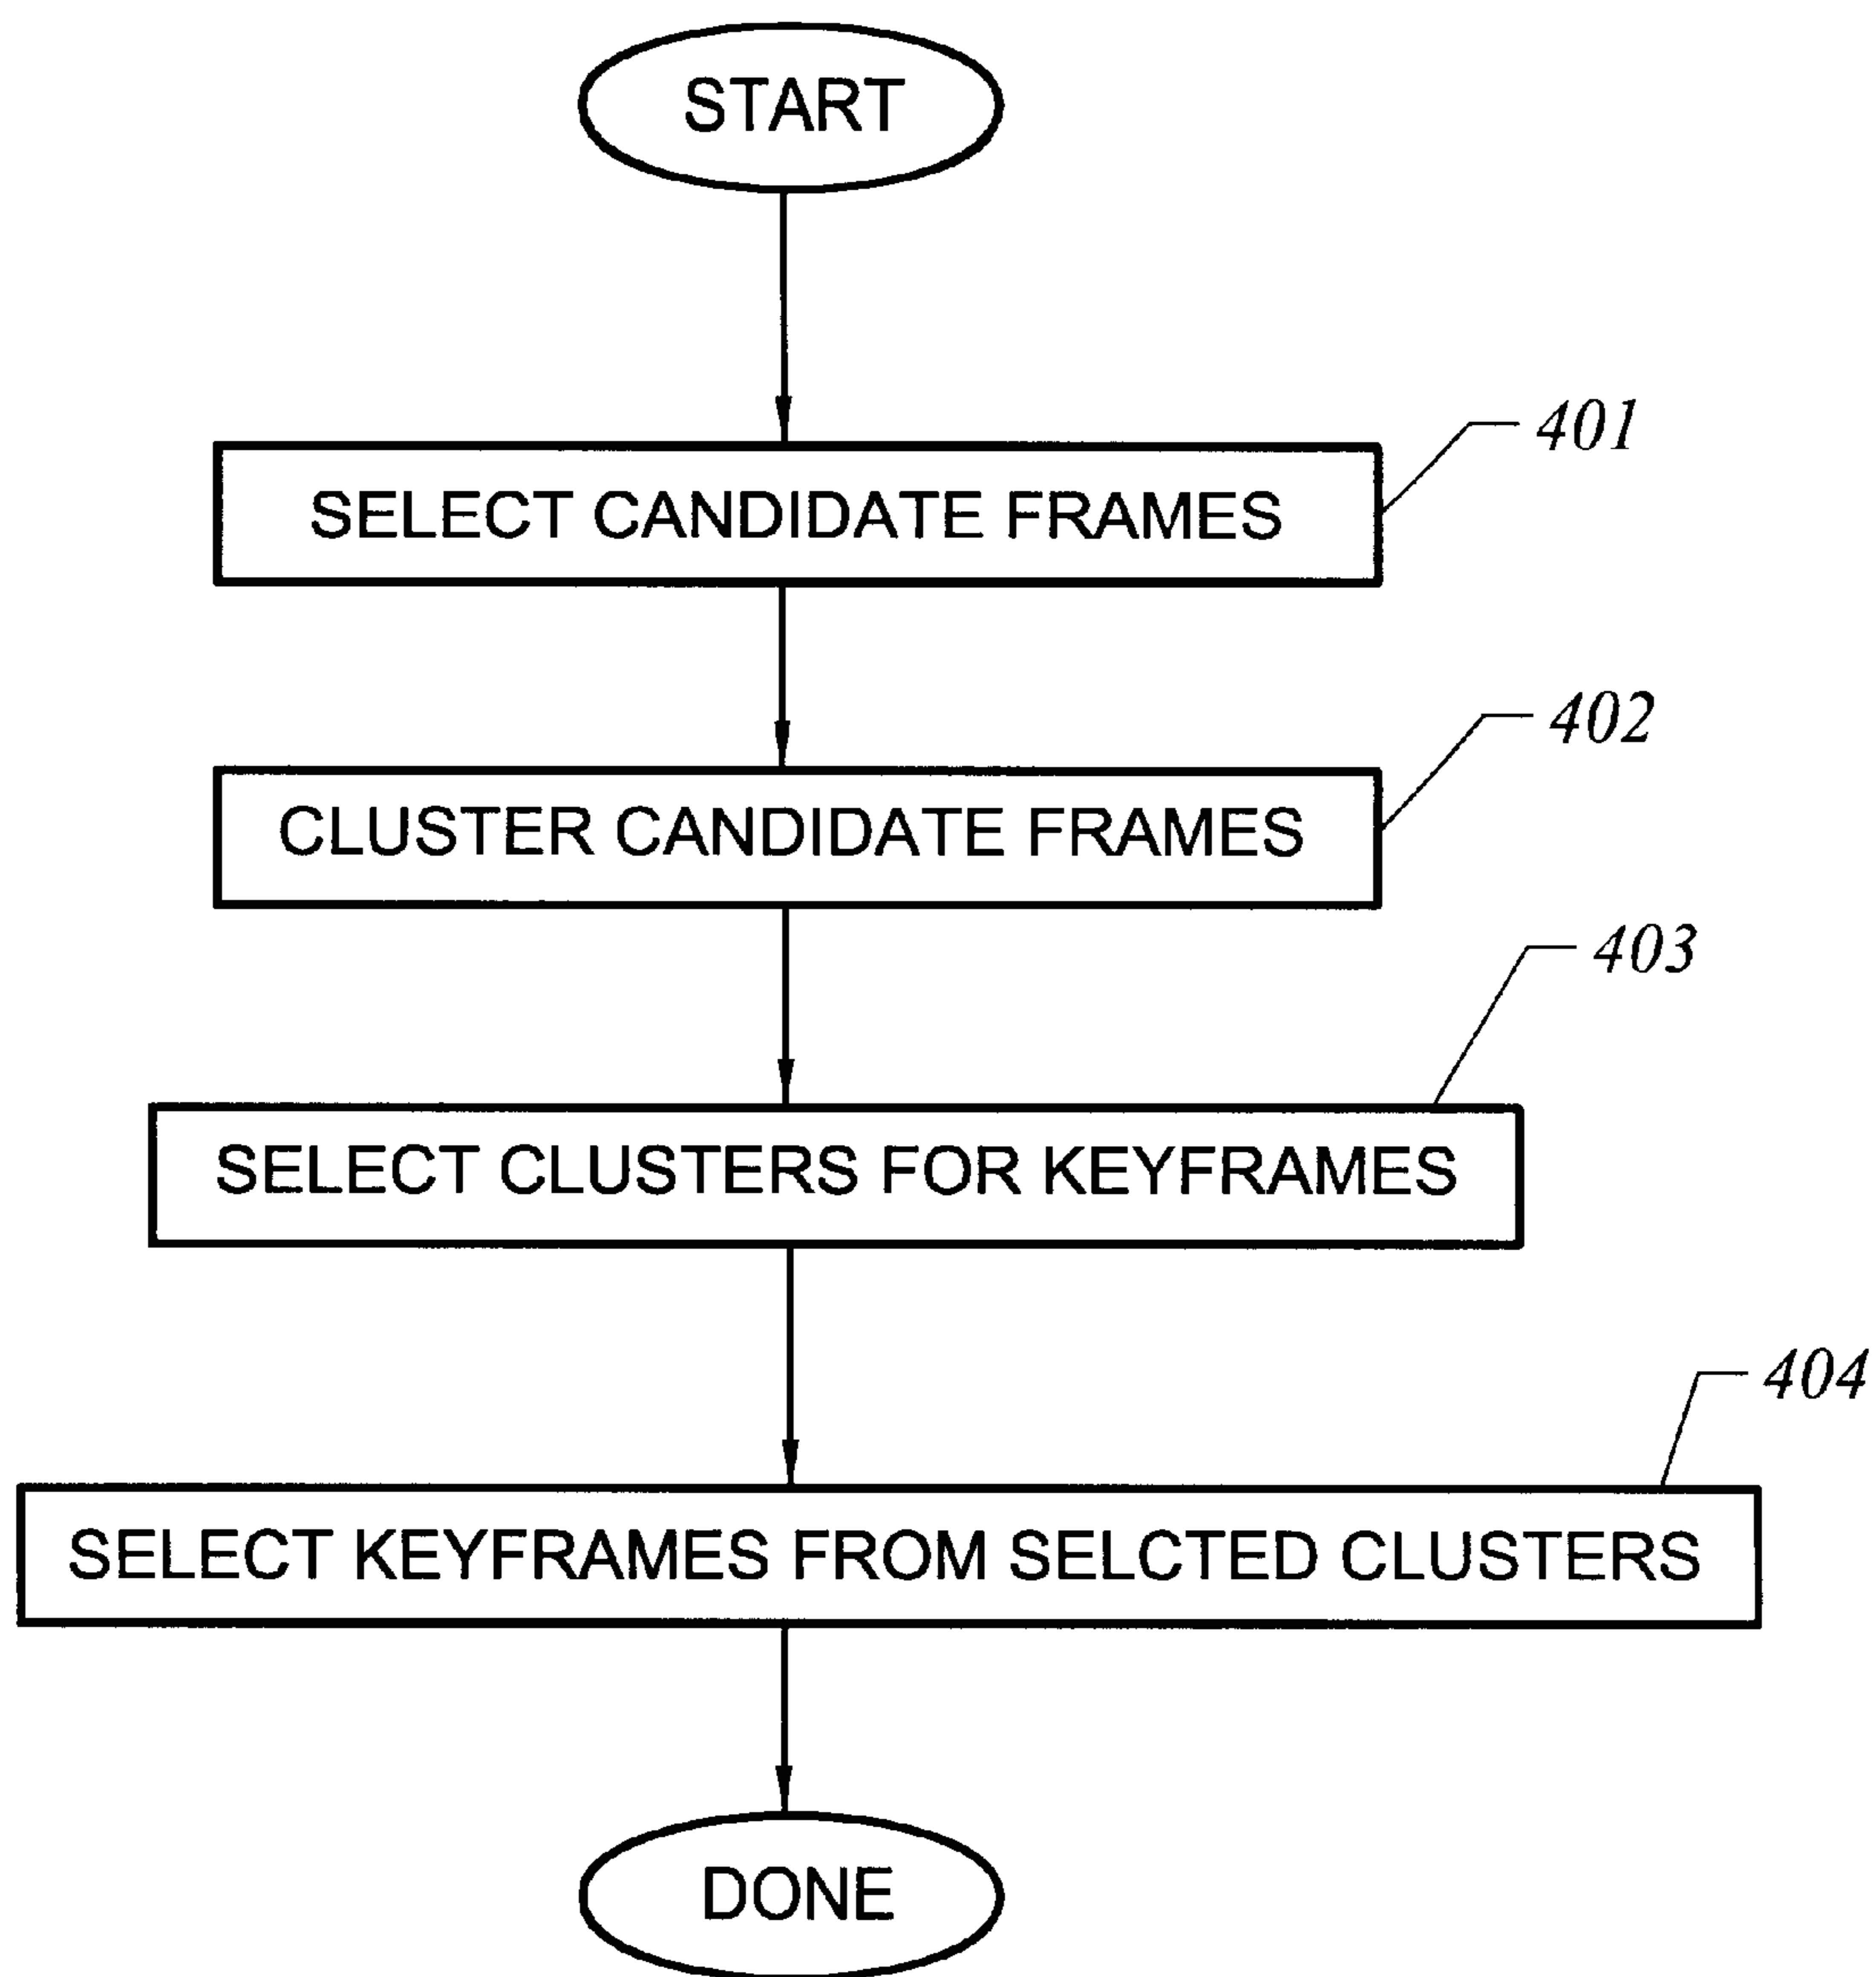 START
401
SELECT CANDIDATE FRAMES
402
CLUSTER CANDIDATE FRAMES
403
SELECT CLUSTERS FOR KEYFRAMES
404
SELECT KEYFRAMES FROM SELCTED CLUSTERS
DONE